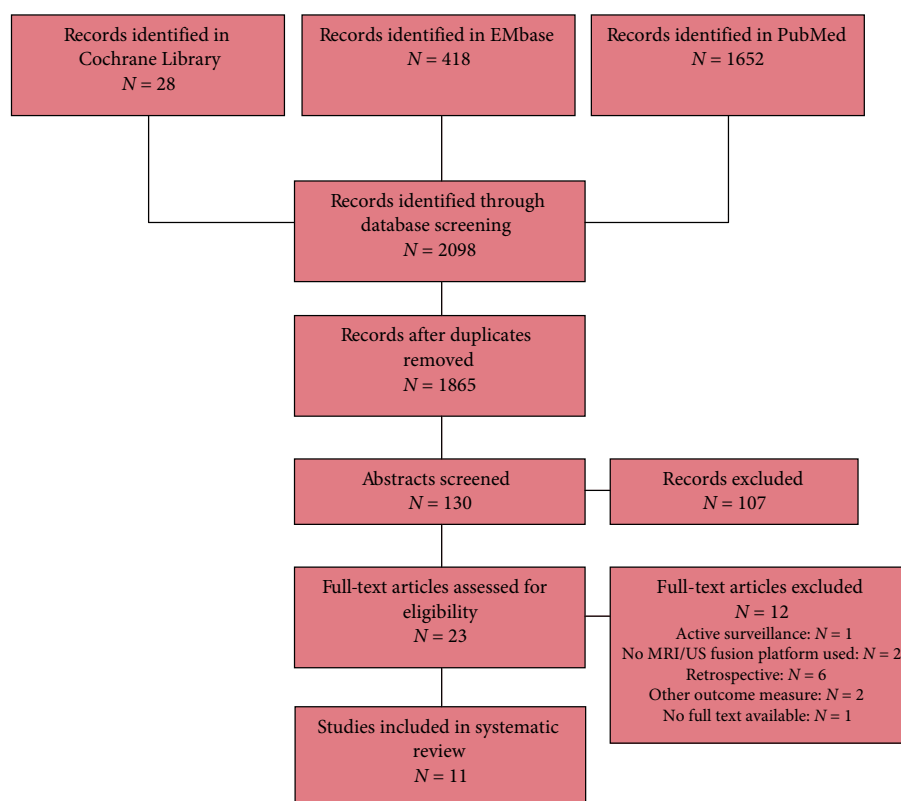 Records identified in
Cochrane Library
N = 28
Records identified in EMbase
N = 418
Records identified in PubMed
N = 1652
Records identified through
database screening
N = 2098
Records after duplicates
removed
N = 1865
Abstracts screened
N = 130
Records excluded
N = 107
Full-text articles assessed for
eligibility
N = 23
Full-text articles excluded
N = 12
Active surveillance: N = 1
No MRI/US fusion platform used: N = 2
Retrospective: N = 6
Other outcome measure: N = 2
No full text available: N = 1
Studies included in systematic
review
N = 11